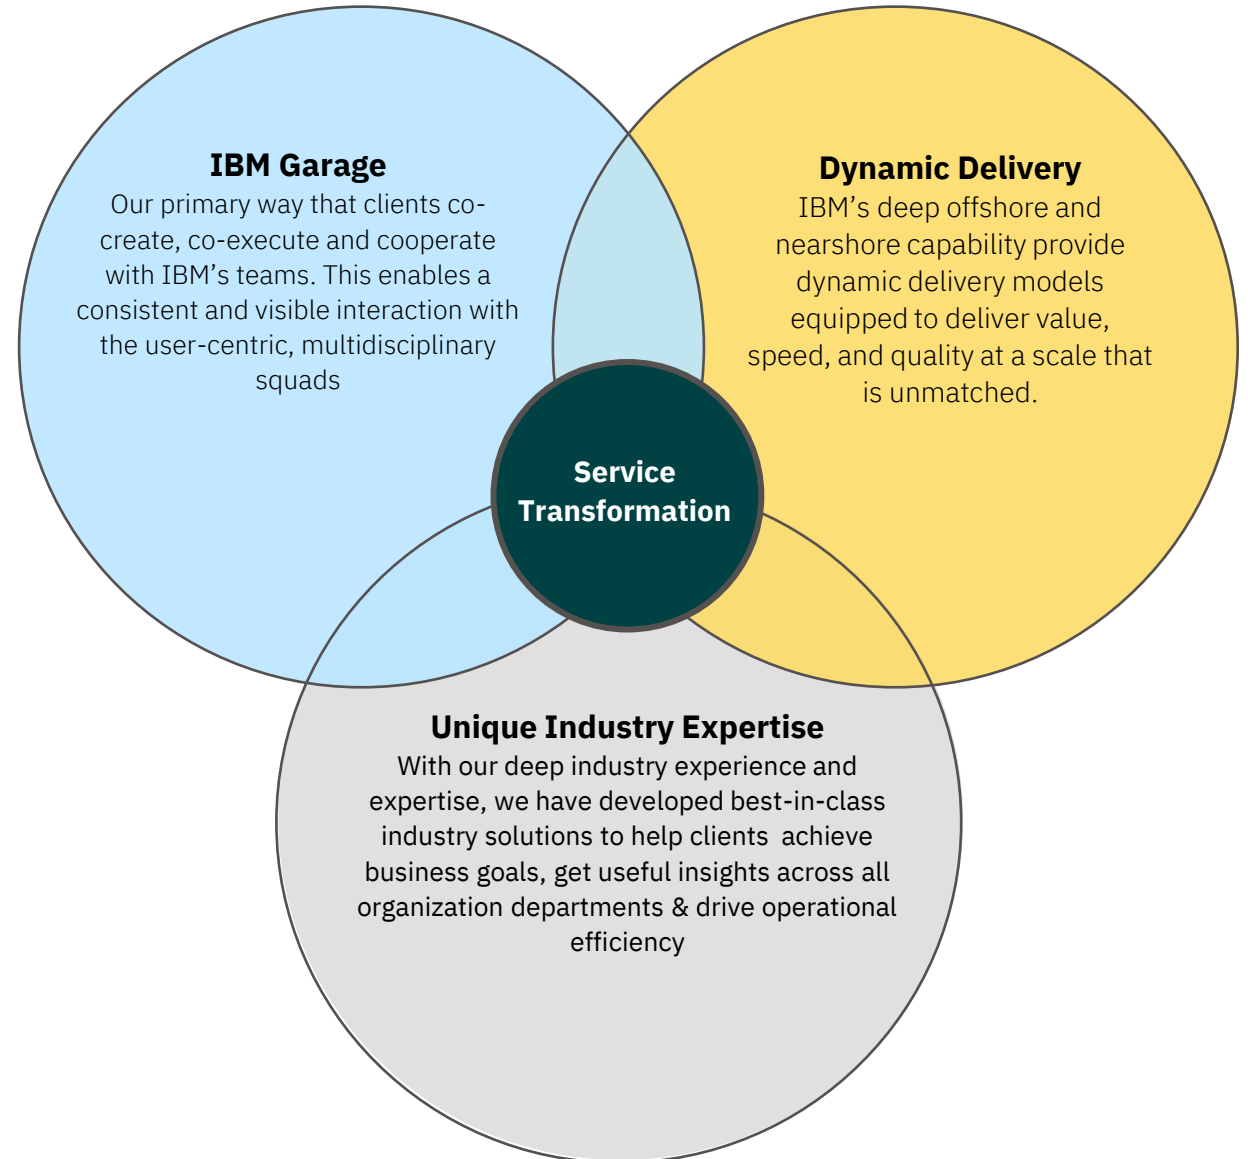 IBM Garage
Our primary way that clients co-
create, co-execute and cooperate
with IBM’s teams. This enables a
consistent and visible interaction with
the user-centric, multidisciplinary
squads
Dynamic Delivery
IBM’s deep offshore and
nearshore capability provide
dynamic delivery models
equipped to deliver value,
speed, and quality at a scale that
is unmatched.
Service
Transformation
Unique Industry Expertise
With our deep industry experience and
expertise, we have developed best-in-class
industry solutions to help clients  achieve
business goals, get useful insights across all
organization departments & drive operational
efficiency